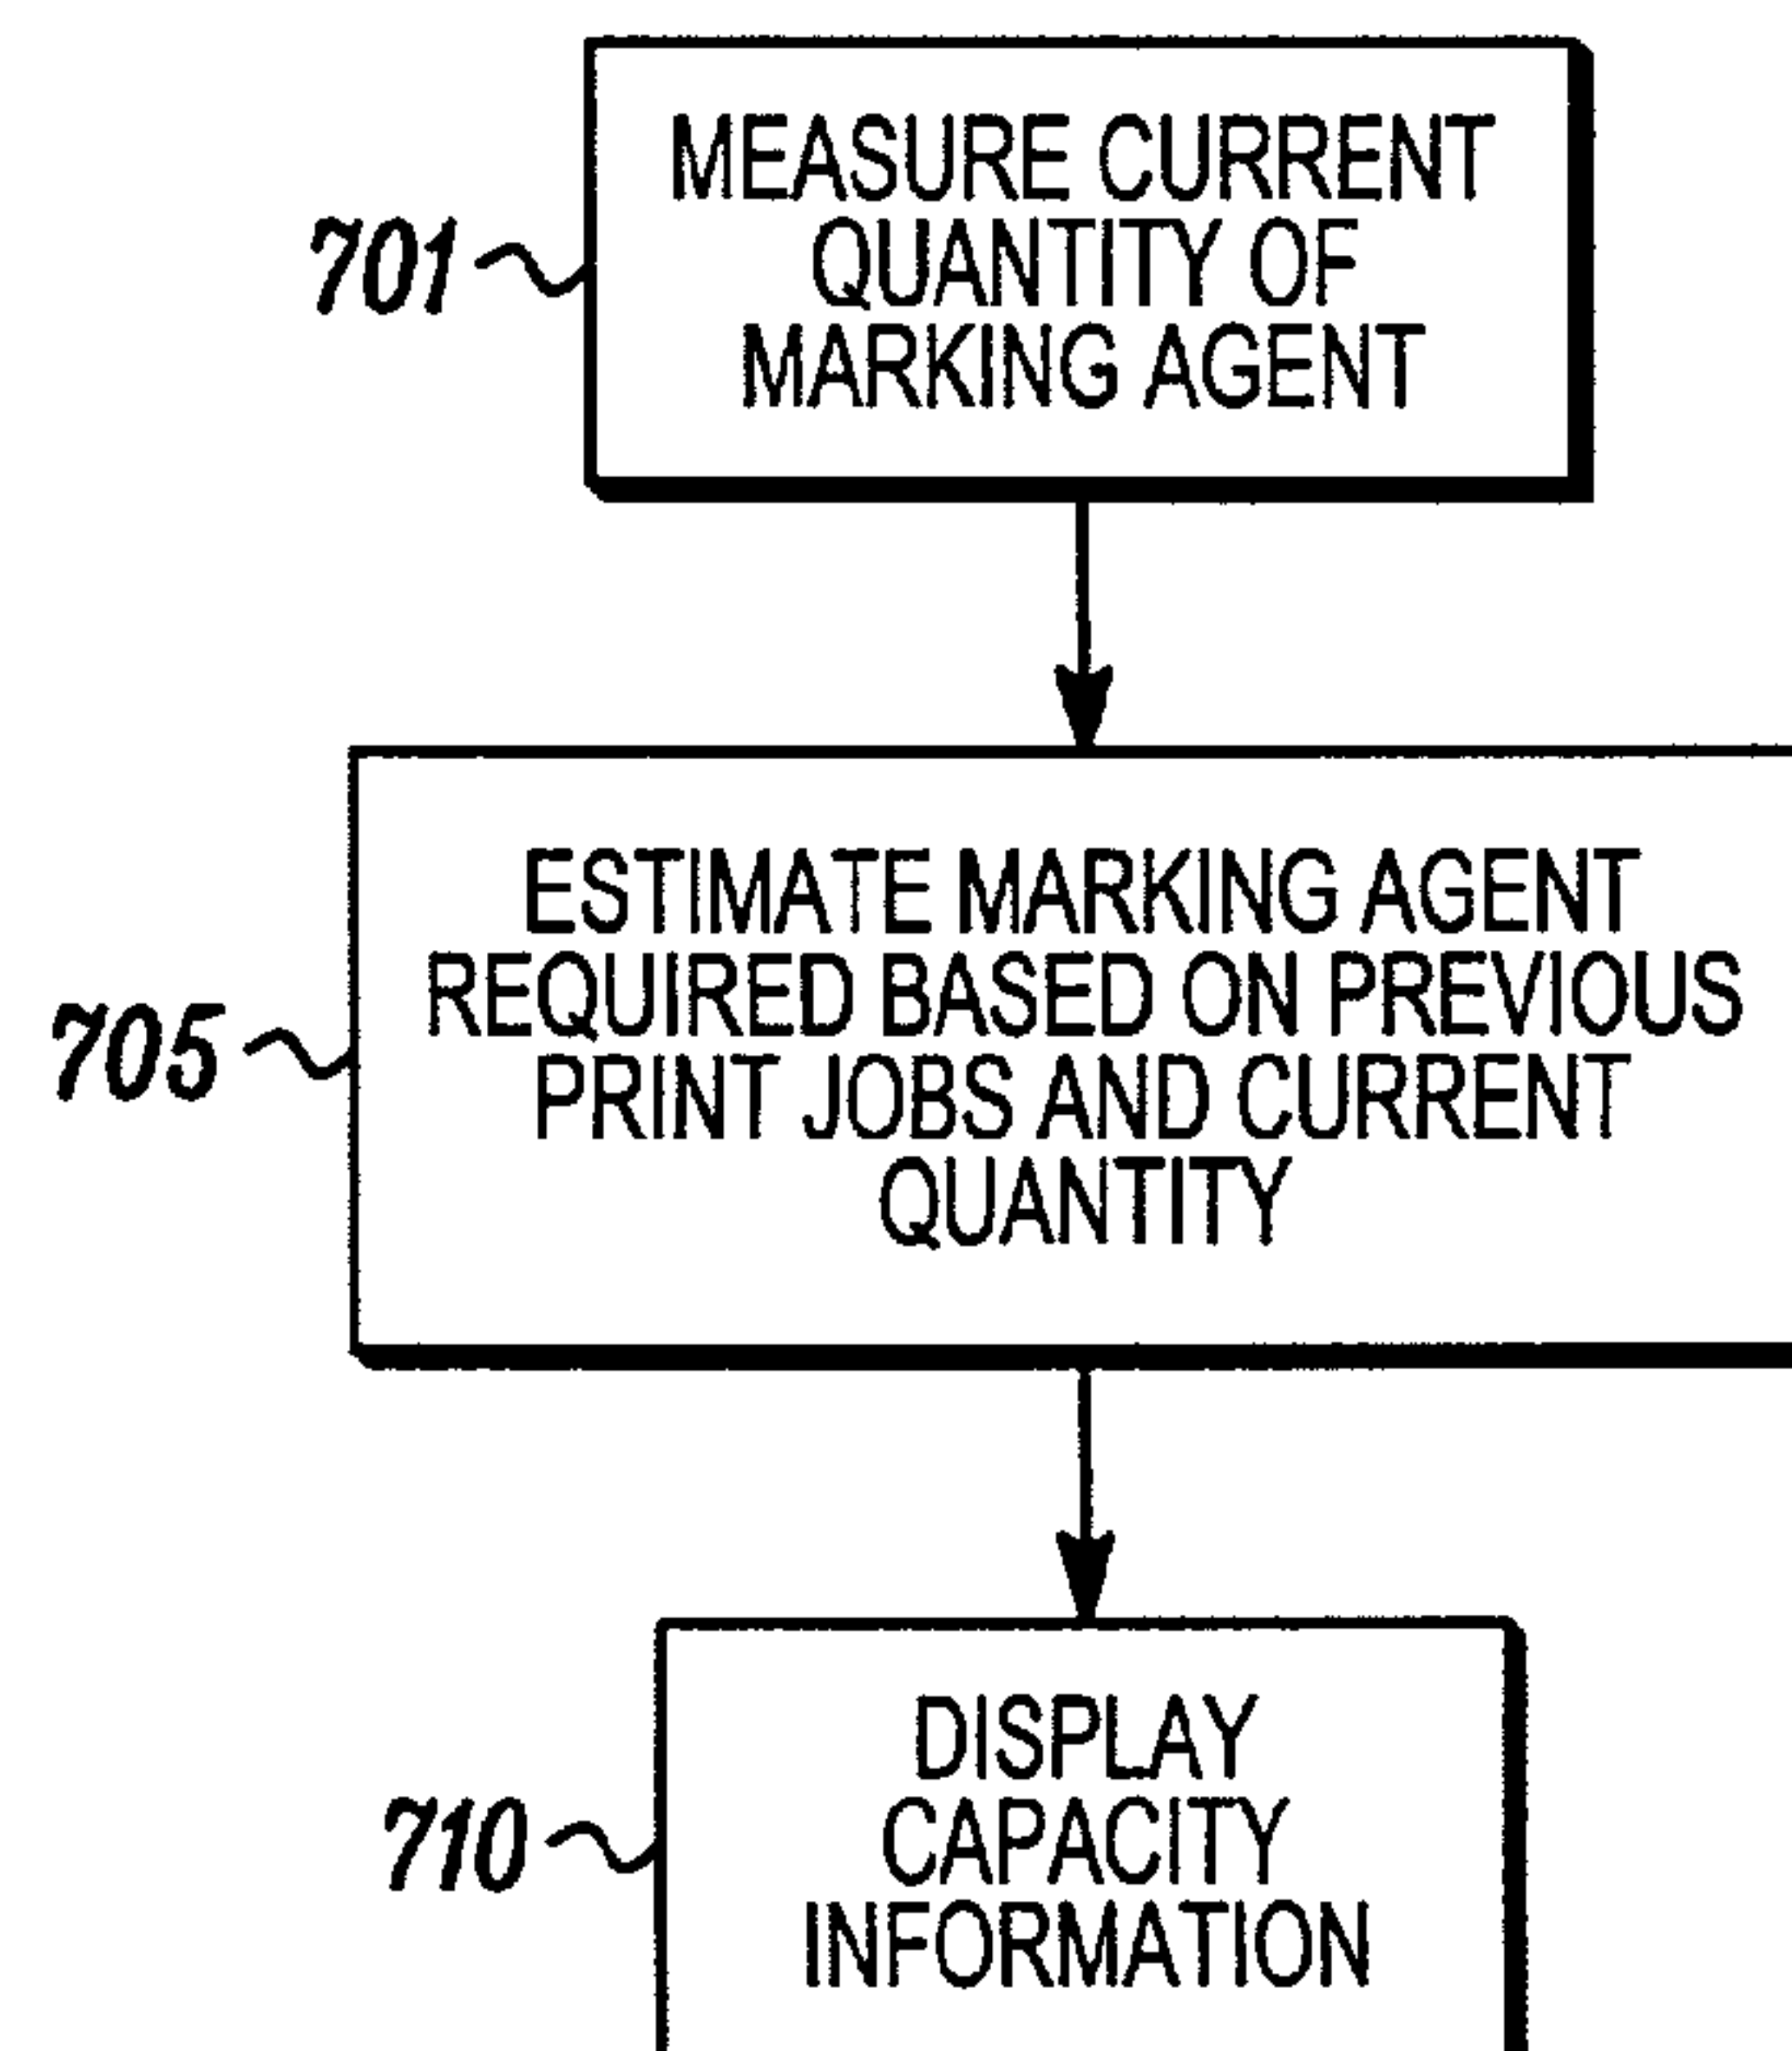 MEASURE CURRENT
QUANTITY OF
MARKING AGENT
701
ESTIMATE MARKING AGENT
REQUIRED BASED ON PREVIOUS
PRINT JOBS AND CURRENT
QUANTITY
705
DISPLAY
CAPACITY
INFORMATION
710